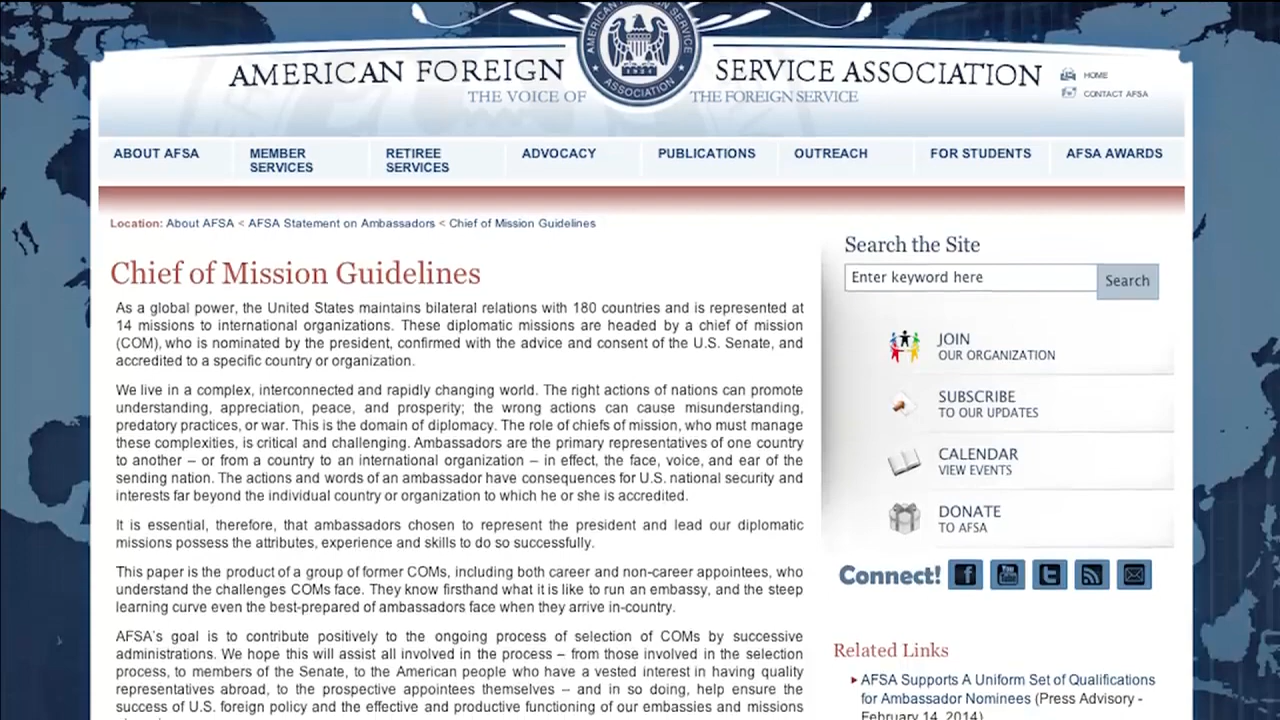 AMERICAN FOREIGN SERVICE ASSOCIATION
THE VOICE OF THE FOREIGN SERVICE
AMERICAN FOREIGN SERVICE
ASSOCIATION
HOME
CONTACT AFSA
ABOUT AFSA
MEMBER
SERVICES
RETIREE
SERVICES
ADVOCACY
PUBLICATIONS
OUTREACH
FOR STUDENTS
AFSA AWARDS
Location: About AFSA < AFSA Statement on Ambassadors < Chief of Mission Guidelines
Chief of Mission Guidelines
As a global power, the United States maintains bilateral relations with 180 countries and is represented at
14 missions to international organizations. These diplomatic missions are headed by a chief of mission
(COM), who is nominated by the president, confirmed with the advice and consent of the U.S. Senate, and
accredited to a specific country or organization.
We live in a complex, interconnected and rapidly changing world. The right actions of nations can promote
understanding, appreciation, peace, and prosperity; the wrong actions can cause misunderstanding,
predatory practices, or war. This is the domain of diplomacy. The role of chiefs of mission, who must manage
these complexities, is critical and challenging. Ambassadors are the primary representatives of one country
to another – or from a country to an international organization – in effect, the face, voice, and ear of the
sending nation. The actions and words of an ambassador have consequences for U.S. national security and
interests far beyond the individual country or organization to which he or she is accredited.
It is essential, therefore, that ambassadors chosen to represent the president and lead our diplomatic
missions possess the attributes, experience and skills to do so successfully.
This paper is the product of a group of former COMs, including both career and non-career appointees, who
understand the challenges COMs face. They know firsthand what it is like to run an embassy, and the steep
learning curve even the best-prepared of ambassadors face when they arrive in-country.
AFSA's goal is to contribute positively to the ongoing process of selection of COMs by successive
administrations. We hope this will assist all involved in the process – from those involved in the selection
process, to members of the Senate, to the American people who have a vested interest in having quality
representatives abroad, to the prospective appointees themselves – and in so doing, help ensure the
success of U.S. foreign policy and the effective and productive functioning of our embassies and missions
Search the Site
Enter keyword here
Search
JOIN
OUR ORGANIZATION
SUBSCRIBE
TO OUR UPDATES
CALENDAR
VIEW EVENTS
DONATE
TO AFSA
Connect!
Related Links
AFSA Supports A Uniform Set of Qualifications
for Ambassador Nominees (Press Advisory -
February 14, 2014)